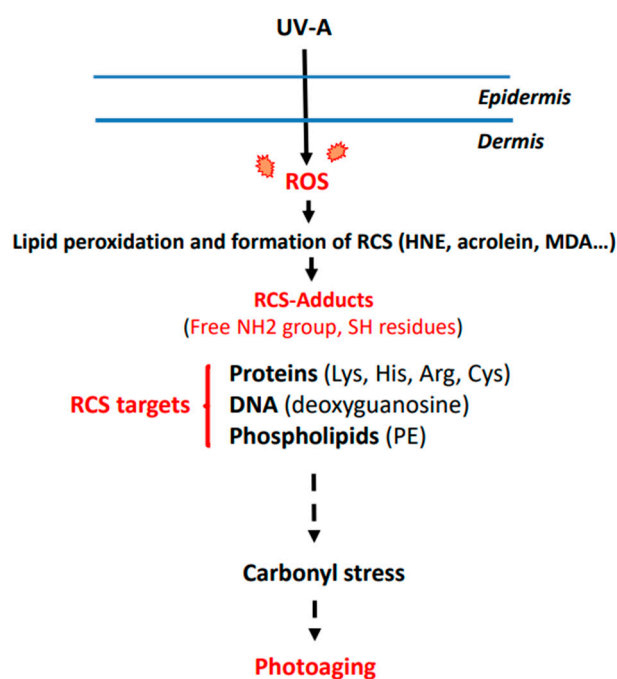 UV-A
Epidermis
Dermis
ROS
Lipid peroxidation and formation of RCS (HNE, acrolein, MDA…)
RCS-Adducts
(Free NH2 group, SH residues)
RCS targets
Proteins (Lys, His, Arg, Cys)
DNA (deoxyguanosine)
Phospholipids (PE)
Carbonyl stress
Photoaging